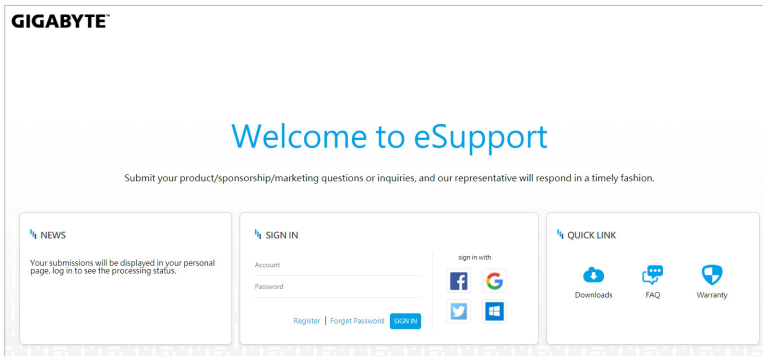 GIGABYTE™
Welcome to eSupport
Submit your product/sponsorship/marketing questions or inquiries, and our representative will respond in a timely fashion.
NEWS
Your submissions will be displayed in your personal
page, log in to see the processing status.
SIGN IN
Account
Password
Register | Forget Password SIGN IN
sign in with
QUICK LINK
Downloads FAQ Warranty